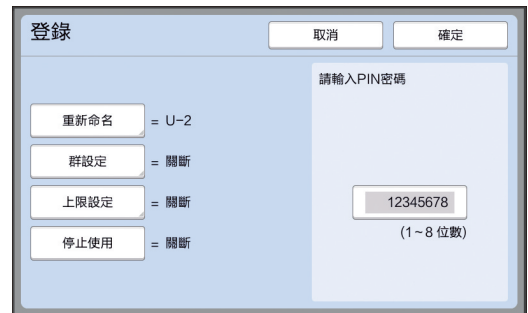 登錄
取消
確定
請輸入PIN密碼
重新命名 = U-2
群設定 = 關斷
上限設定 = 關斷
停止使用 = 關斷
12345678
(1~8 位數)